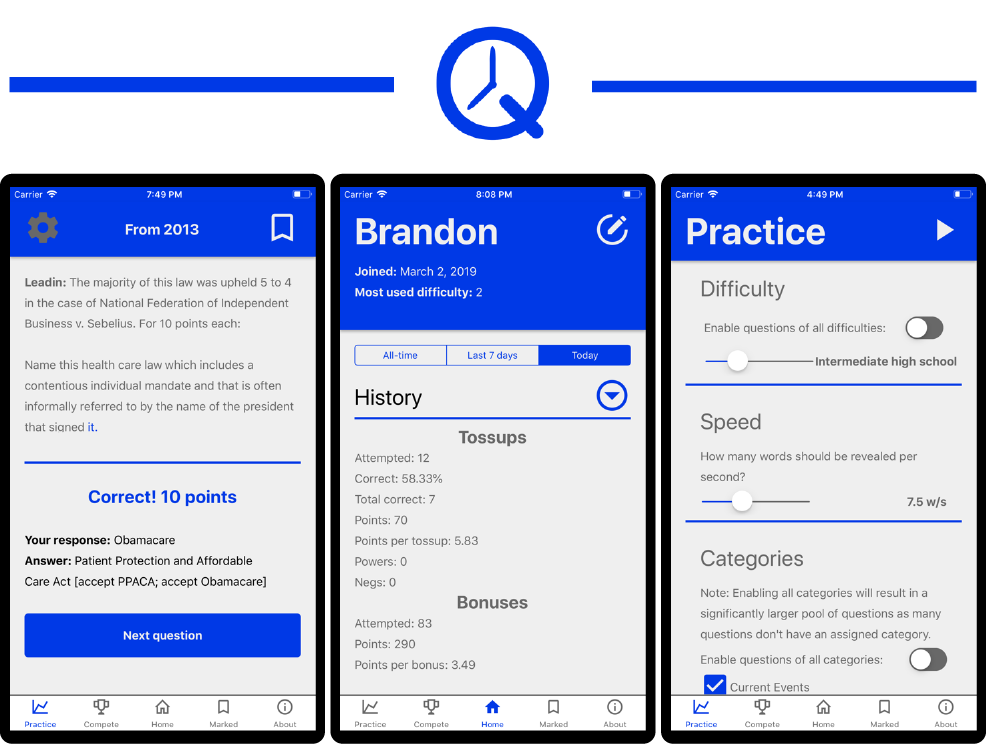 Carrier 7:49 PM
From 2013
Leadin: The majority of this law was upheld 5 to 4
in the case of National Federation of Independent
Business v. Sebelius. For 10 points each:
Name this health care law which includes a
contentious individual mandate and that is often
informally referred to by the name of the president
that signed it.
Correct! 10 points
Your response: Obamacare
Answer: Patient Protection and Affordable
Care Act [accept PPACA; accept Obamacare]
Next question
Practice Compete Home Marked About
Carrier 8:08 PM
Brandon
Joined: March 2, 2019
Most used difficulty: 2
All-time Last 7 days Today
History
Tossups
Attempted: 12
Correct: 58.33%
Total correct: 7
Points: 70
Points per tossup: 5.83
Powers: 0
Negs: 0
Bonuses
Attempted: 83
Points: 290
Points per bonus: 3.49
Practice Compete Home Marked About
Carrier 4:49 PM
Practice
Difficulty
Enable questions of all difficulties:
Intermediate high school
Speed
How many words should be revealed per
second?
7.5 w/s
Categories
Note: Enabling all categories will result in a
significantly larger pool of questions as many
questions don't have an assigned category.
Enable questions of all categories:
Current Events
Practice Compete Home Marked About